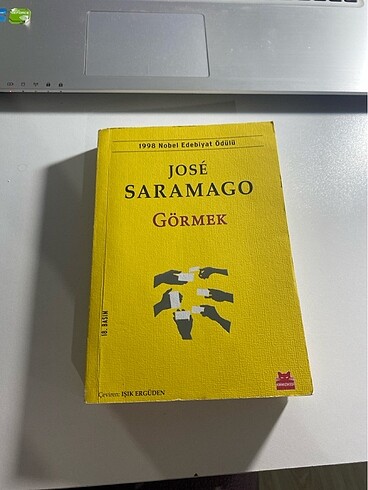 1998 Nobel Edebiyat Ödülü
JOSÉ
SARAMAGO
GÖRMEK
18. BASIM
Çeviren: IŞIK ERGÜDEN